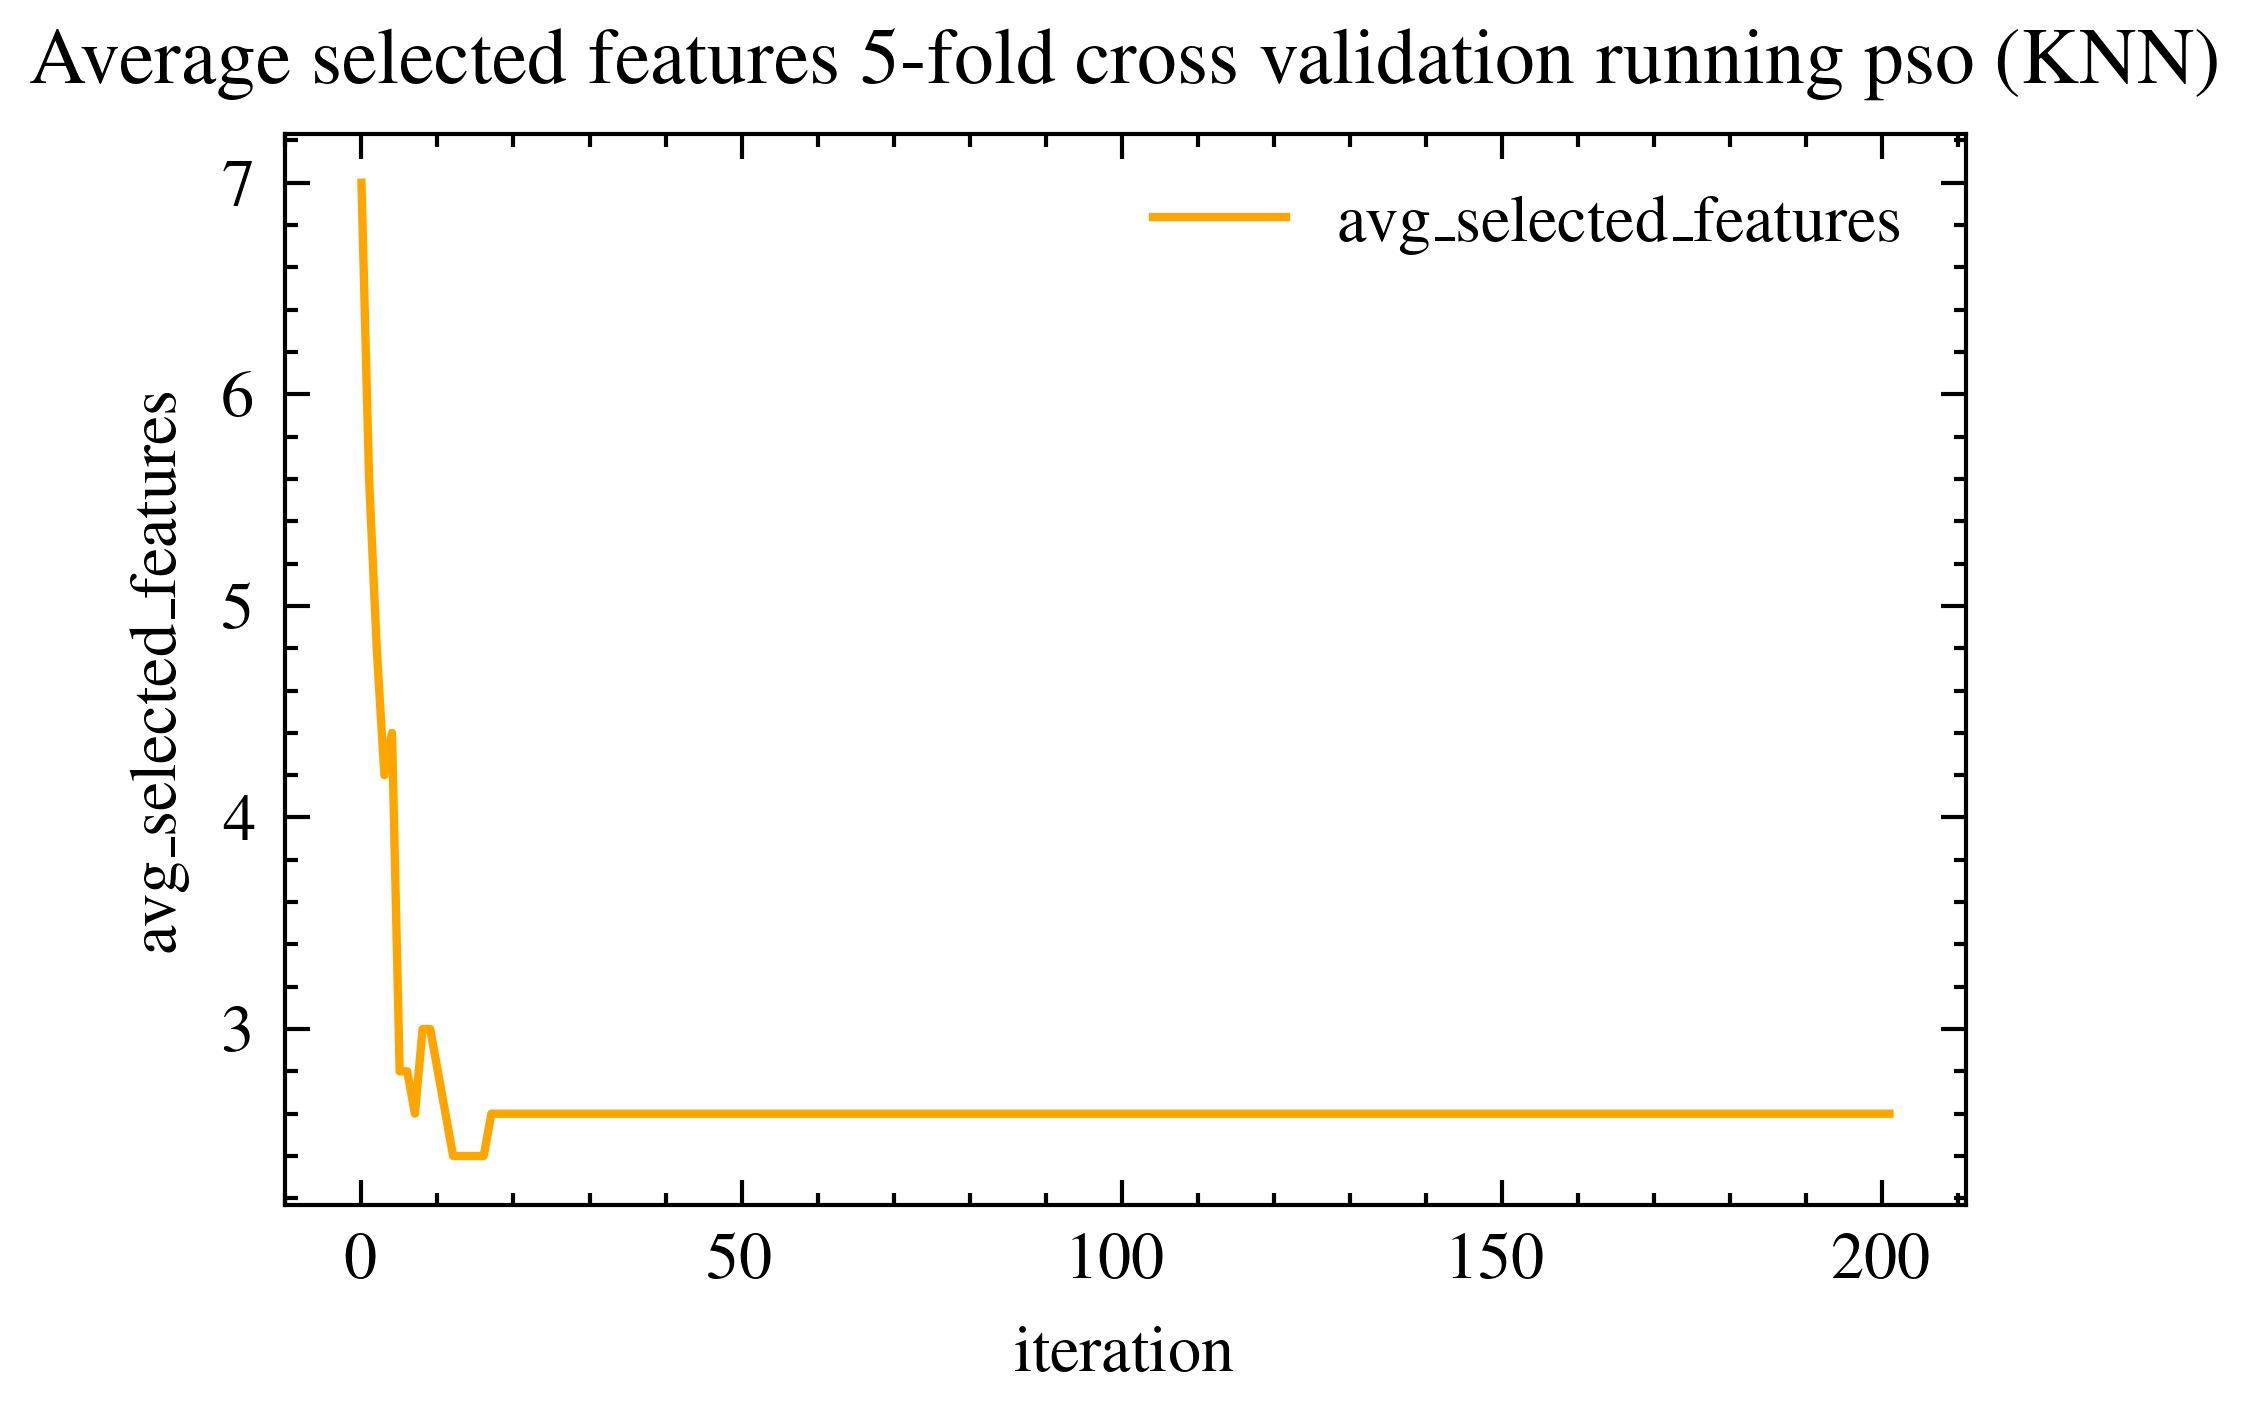 Average selected features 5-fold cross validation running pso (KNN)
avg_selected_features
7
6
5
4
3
avg_selected_features
0 50 100 150 200
iteration